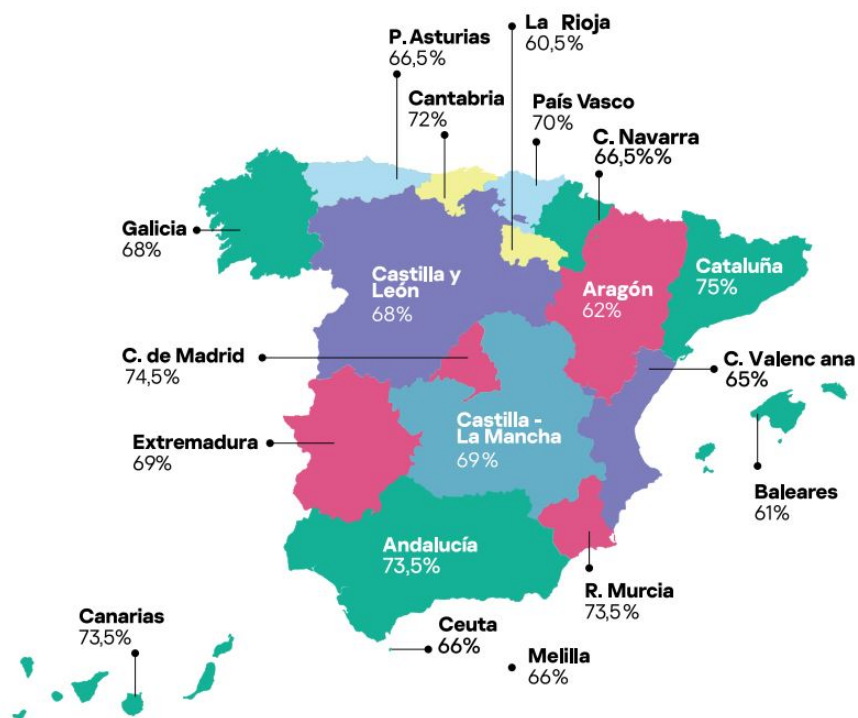 La Rioja
60,5%
P. Asturias
66,5%
Cantabria
72%
País Vasco
70%
C. Navarra
66,5%%
Galicia
68%
Castilla y
León
68%
Aragón
62%
Cataluña
75%
C. de Madrid
74,5%
C. Valenc ana
65%
Extremadura
69%
Castilla -
La Mancha
69%
Baleares
61%
Andalucía
73,5%
R. Murcia
73,5%
Canarias
73,5%
Ceuta
66%
Melilla
66%